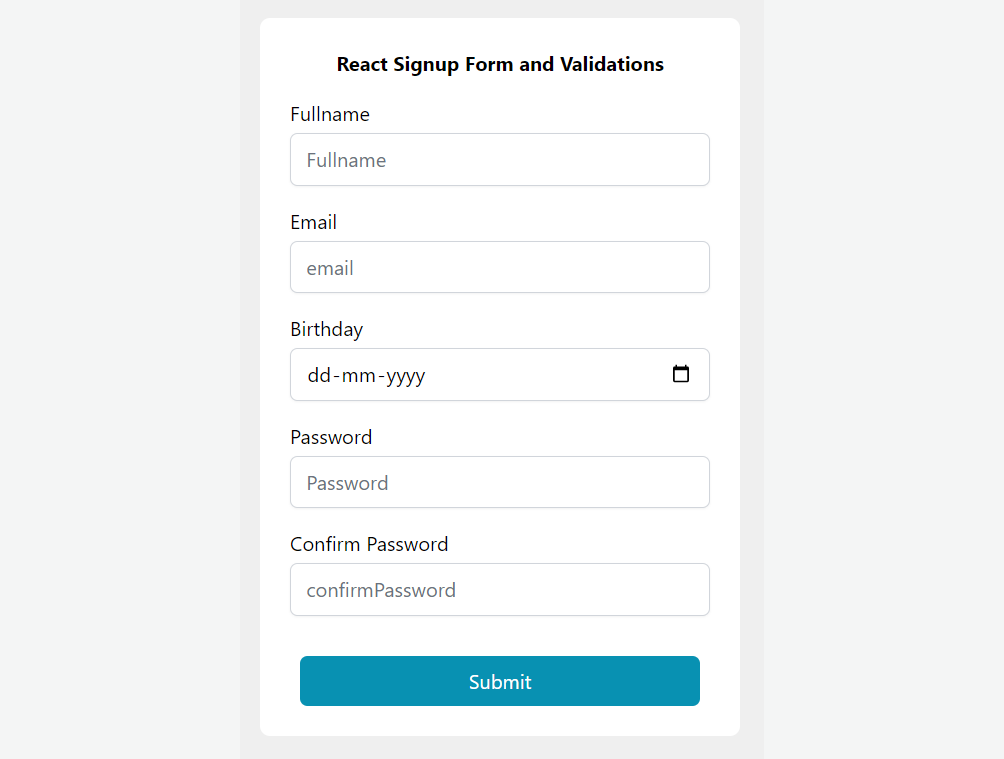 React Signup Form and Validations
Fullname
Fullname
Email
email
Birthday
dd-mm-yyyy
Password
Password
Confirm Password
confirmPassword
Submit